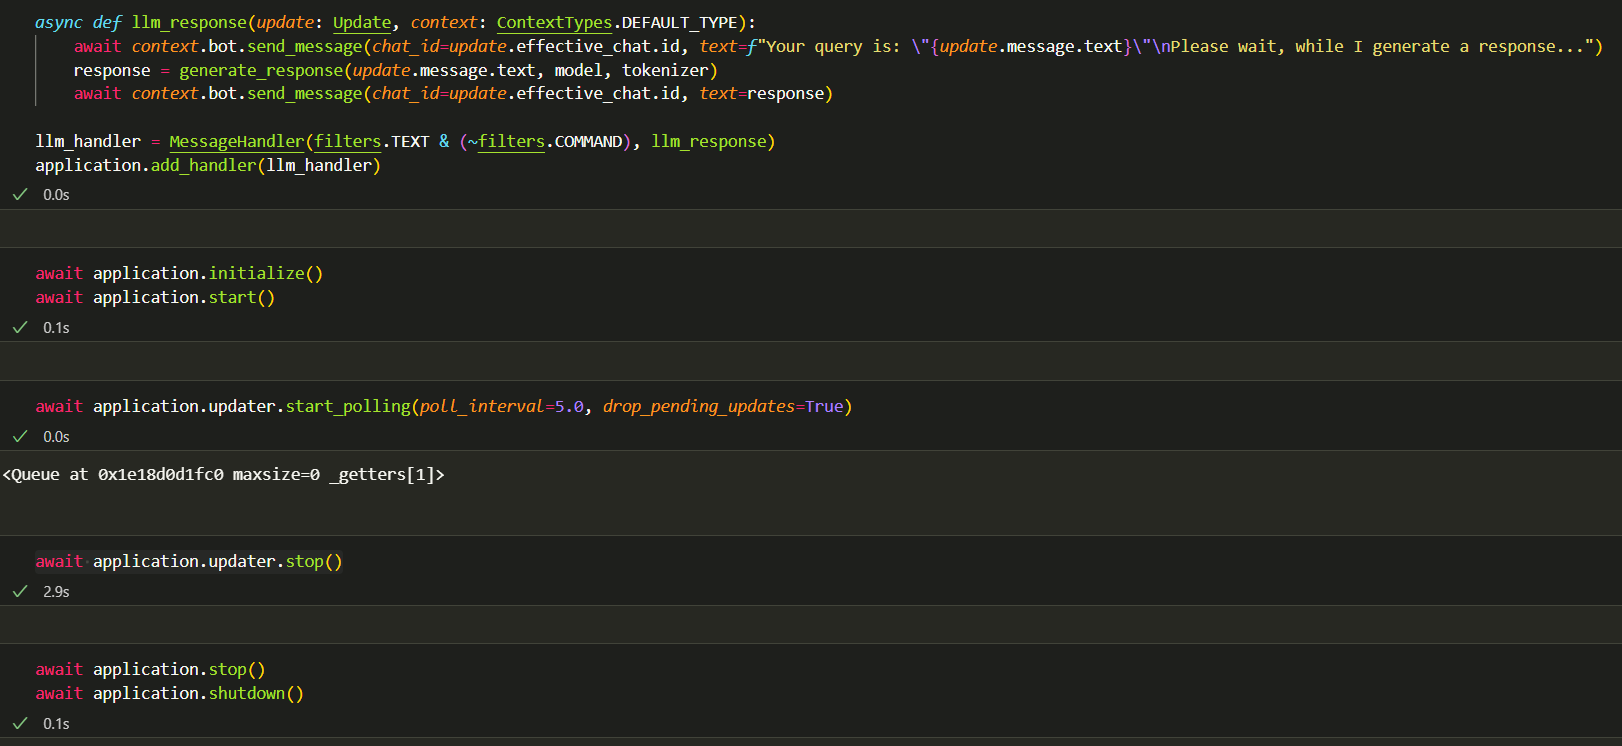 async def llm_response(update: Update, context: ContextTypes.DEFAULT_TYPE):
    await context.bot.send_message(chat_id=update.effective_chat.id, text=f"Your query is: \"{update.message.text}\"\nPlease wait, while I generate a response...")
    response = generate_response(update.message.text, model, tokenizer)
    await context.bot.send_message(chat_id=update.effective_chat.id, text=response)
llm_handler = MessageHandler(filters.TEXT & (~filters.COMMAND), llm_response)
application.add_handler(llm_handler)
0.0s
await application.initialize()
await application.start()
0.1s
await application.updater.start_polling(poll_interval=5.0, drop_pending_updates=True)
0.0s
<Queue at 0x1e18d0d1fc0 maxsize=0 _getters[1]>
await application.updater.stop()
2.9s
await application.stop()
await application.shutdown()
0.1s